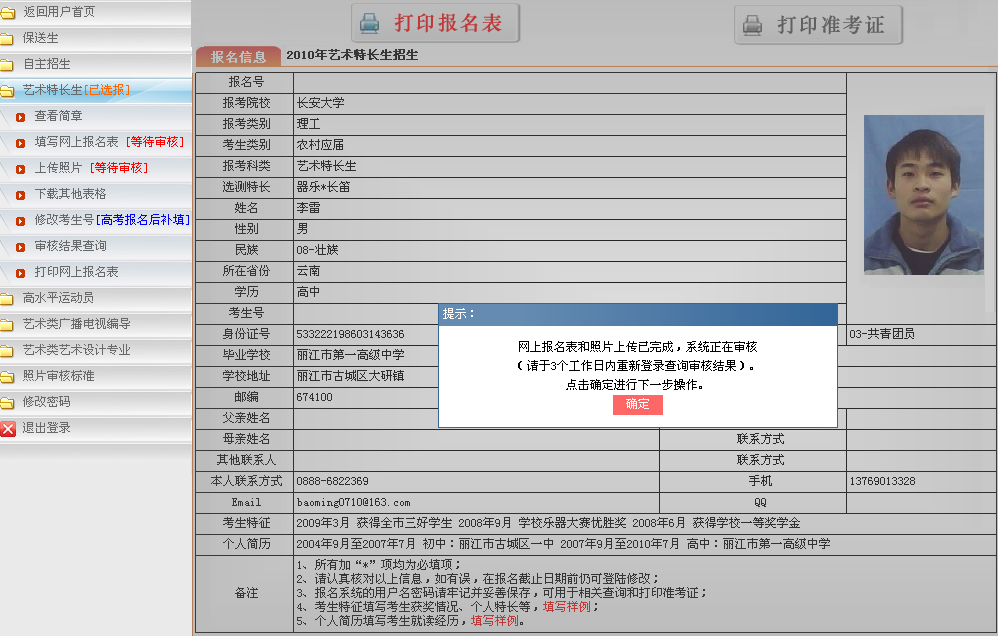 返回用户首页
保送生
自主招生
艺术特长生[已选报]
查看简章
填写网上报名表 [等待审核]
上传照片 [等待审核]
下载其他表格
修改考生号[高考报名后补填]
审核结果查询
打印网上报名表
高水平运动员
艺术类广播电视编导
艺术类艺术设计专业
照片审核标准
修改密码
退出登录
打印报名表
打印准考证
报名信息 2010年艺术特长生招生
报名号
报考院校 长安大学
报考类别 理工
考生类别 农村应届
报考科类 艺术特长生
选测特长 器乐*长笛
姓名 李雷
性别 男
民族 08-壮族
所在省份 云南
学历 高中
考生号
身份证号 533222198603143636 03-共青团员
毕业学校 丽江市第一高级中学
学校地址 丽江市古城区大研镇
邮编 674100
父亲姓名
母亲姓名 联系方式
其他联系人 联系方式
本人联系方式 0888-6822369 手机 13769013328
Email baoming0710@163.com QQ
考生特征 2009年3月 获得全市三好学生 2008年9月 学校乐器大赛优胜奖 2008年6月 获得学校一等奖学金
个人简历 2004年9月至2007年7月 初中：丽江市古城区一中 2007年9月至2010年7月 高中：丽江市第一高级中学
备注
1、所有加“*”项均为必填项；
2、请认真核对以上信息，如有误，在报名截止日期前仍可登陆修改；
3、报名系统的用户名密码请牢记并妥善保存，可用于相关查询和打印准考证；
4、考生特征填写考生获奖情况、个人特长等，填写样例；
5、个人简历填写考生就读经历，填写样例。
提示：
网上报名表和照片上传已完成，系统正在审核
（请于3个工作日内重新登录查询审核结果）。
点击确定进行下一步操作。
确定